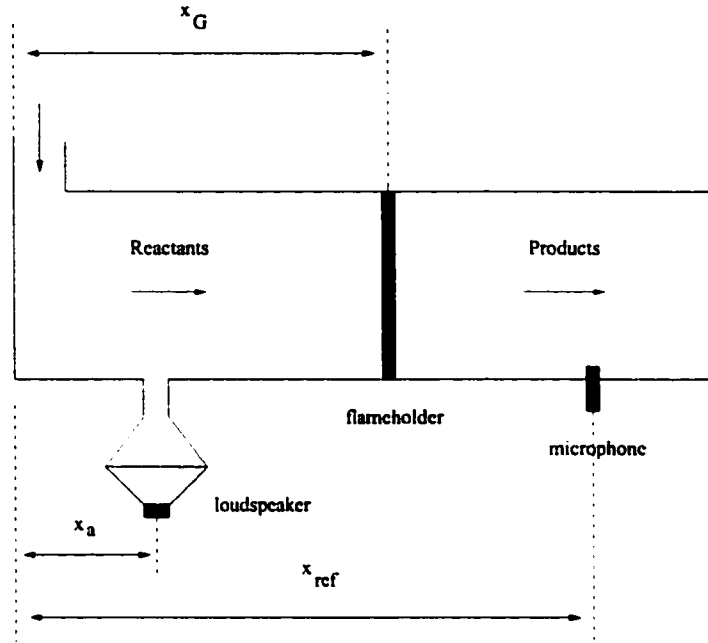 x_G
Reactants
Products
flameholder
microphone
loudspeaker
x_a
x_ref